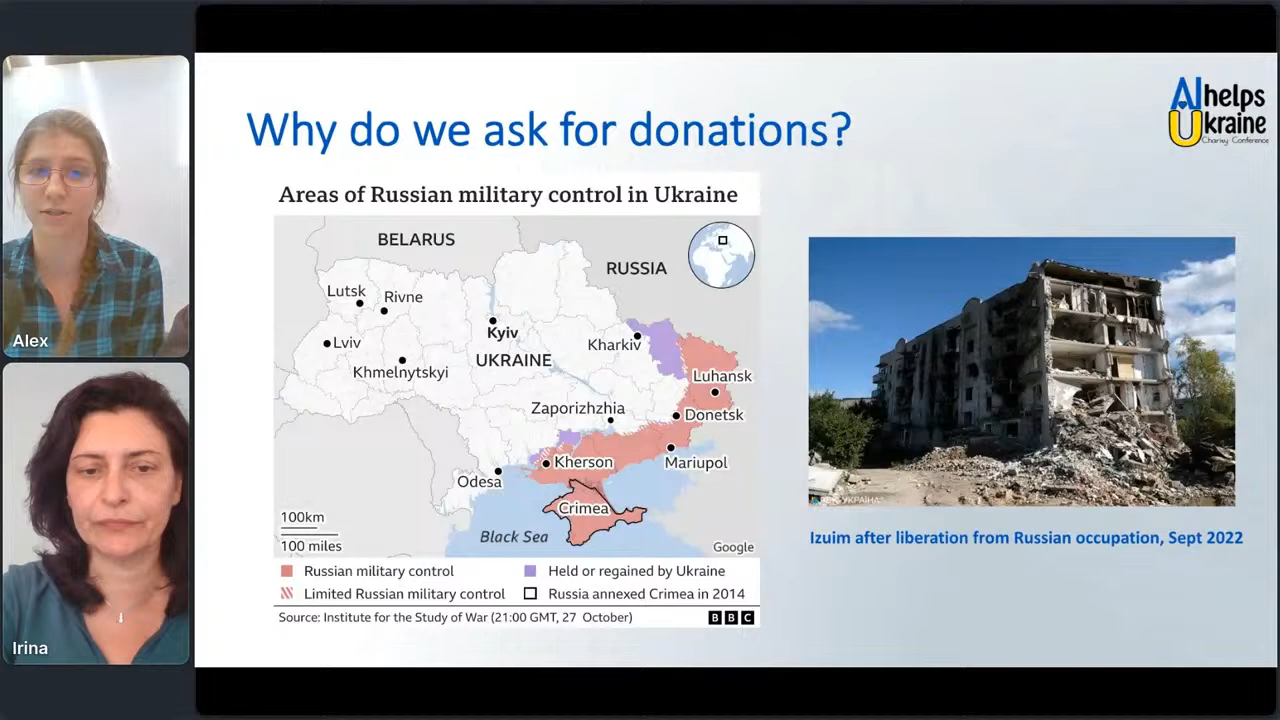 Alex
Irina
Why do we ask for donations?
AI helps
Ukraine
Charity Conference
Areas of Russian military control in Ukraine
BELARUS
RUSSIA
Lutsk
Rivne
Kyiv
Lviv
Kharkiv
UKRAINE
Khmelnytskyi
Luhansk
Zaporizhzhia
Donetsk
Kherson
Mariupol
Odesa
Crimea
100km
100 miles
Black Sea
Google
Russian military control
Held or regained by Ukraine
Limited Russian military control
Russia annexed Crimea in 2014
Source: Institute for the Study of War (21:00 GMT, 27 October)
BBC
Izuim after liberation from Russian occupation, Sept 2022